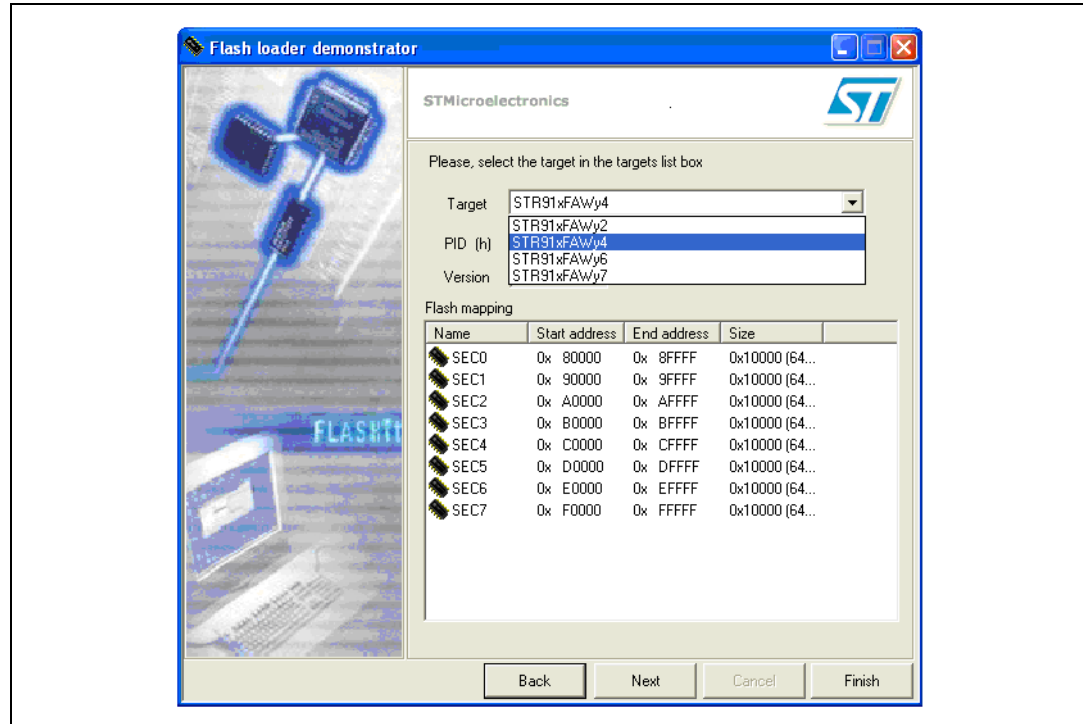 Flash loader demonstrator
STMicroelectronics
ST
Please, select the target in the targets list box
Target STR91xFAWy4
STR91xFAWy2
PID (h) STR91xFAWy4
STR91xFAWy6
Version STR91xFAWy7
Flash mapping
Name Start address End address Size
SEC0 0x 80000 0x 8FFFF 0x10000 (64...
SEC1 0x 90000 0x 9FFFF 0x10000 (64...
SEC2 0x A0000 0x AFFFF 0x10000 (64...
SEC3 0x B0000 0x BFFFF 0x10000 (64...
SEC4 0x C0000 0x CFFFF 0x10000 (64...
SEC5 0x D0000 0x DFFFF 0x10000 (64...
SEC6 0x E0000 0x EFFFF 0x10000 (64...
SEC7 0x F0000 0x FFFFF 0x10000 (64...
Back Next Cancel Finish